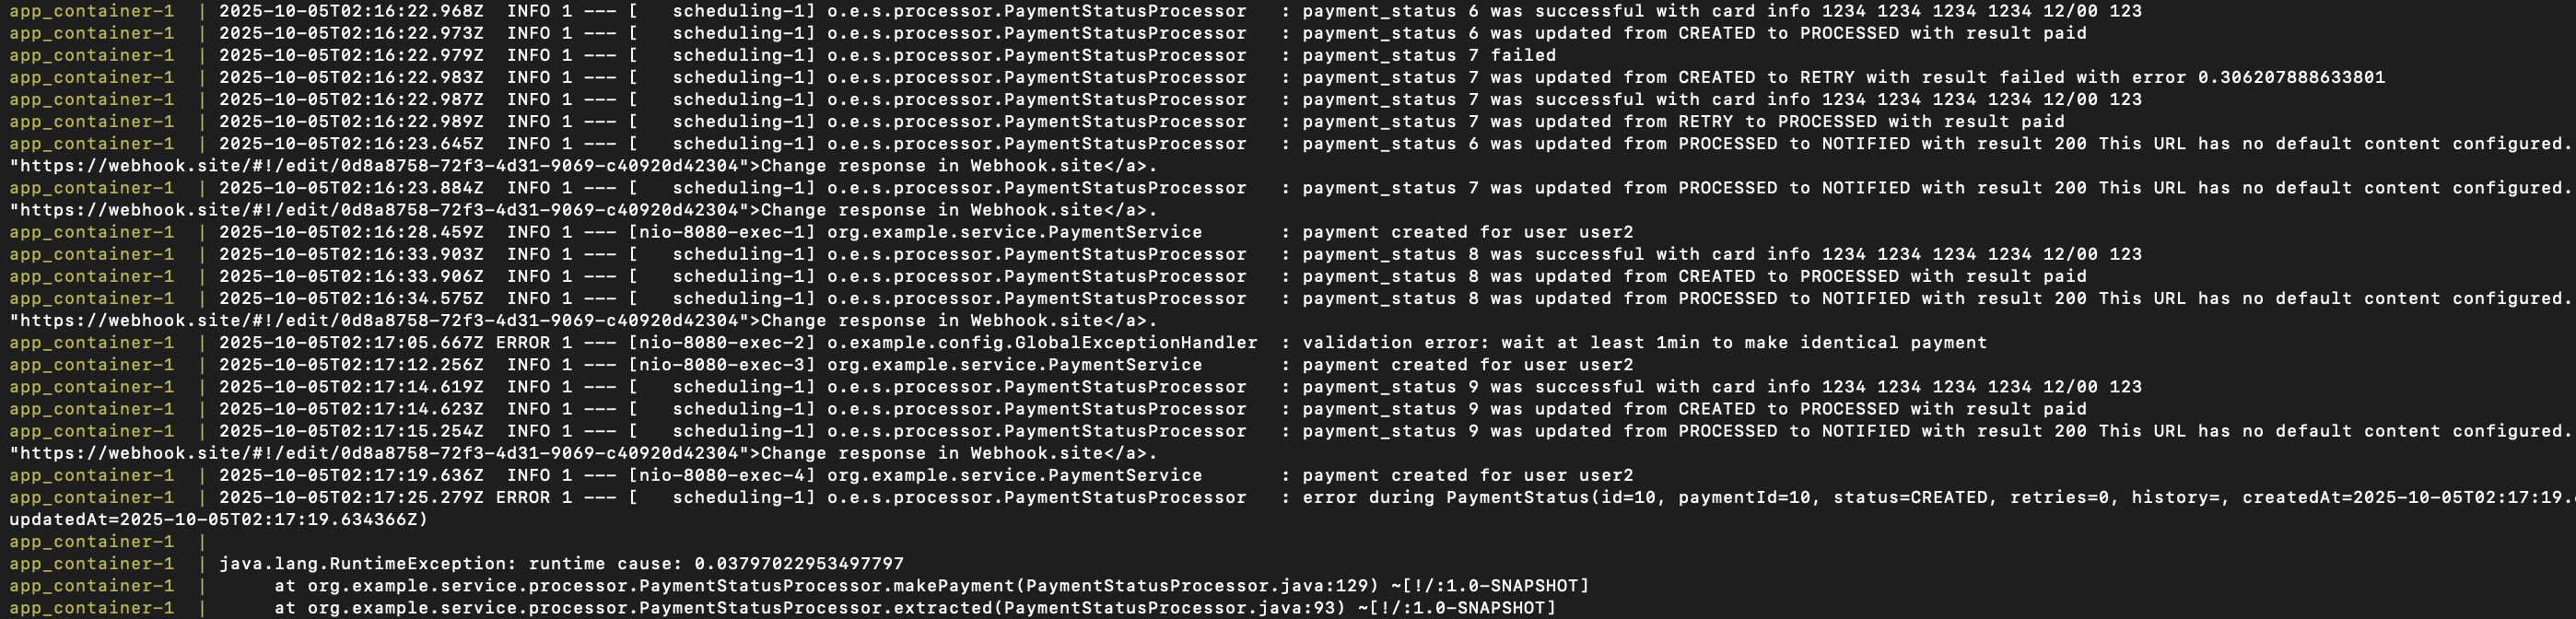 app_container-1  | 2025-10-05T02:16:22.968Z  INFO 1 --- [   scheduling-1] o.e.s.processor.PaymentStatusProcessor   : payment_status 6 was successful with card info 1234 1234 1234 1234 12/00 123
app_container-1  | 2025-10-05T02:16:22.973Z  INFO 1 --- [   scheduling-1] o.e.s.processor.PaymentStatusProcessor   : payment_status 6 was updated from CREATED to PROCESSED with result paid
app_container-1  | 2025-10-05T02:16:22.979Z  INFO 1 --- [   scheduling-1] o.e.s.processor.PaymentStatusProcessor   : payment_status 7 failed
app_container-1  | 2025-10-05T02:16:22.983Z  INFO 1 --- [   scheduling-1] o.e.s.processor.PaymentStatusProcessor   : payment_status 7 was updated from CREATED to RETRY with result failed with error 0.306207888633801
app_container-1  | 2025-10-05T02:16:22.987Z  INFO 1 --- [   scheduling-1] o.e.s.processor.PaymentStatusProcessor   : payment_status 7 was successful with card info 1234 1234 1234 1234 12/00 123
app_container-1  | 2025-10-05T02:16:22.989Z  INFO 1 --- [   scheduling-1] o.e.s.processor.PaymentStatusProcessor   : payment_status 7 was updated from RETRY to PROCESSED with result paid
app_container-1  | 2025-10-05T02:16:23.645Z  INFO 1 --- [   scheduling-1] o.e.s.processor.PaymentStatusProcessor   : payment_status 6 was updated from PROCESSED to NOTIFIED with result 200 This URL has no default content configured.
"https://webhook.site/#!/edit/0d8a8758-72f3-4d31-9069-c40920d42304">Change response in Webhook.site</a>.
app_container-1  | 2025-10-05T02:16:23.884Z  INFO 1 --- [   scheduling-1] o.e.s.processor.PaymentStatusProcessor   : payment_status 7 was updated from PROCESSED to NOTIFIED with result 200 This URL has no default content configured.
"https://webhook.site/#!/edit/0d8a8758-72f3-4d31-9069-c40920d42304">Change response in Webhook.site</a>.
app_container-1  | 2025-10-05T02:16:28.459Z  INFO 1 --- [nio-8080-exec-1] org.example.service.PaymentService       : payment created for user user2
app_container-1  | 2025-10-05T02:16:33.903Z  INFO 1 --- [   scheduling-1] o.e.s.processor.PaymentStatusProcessor   : payment_status 8 was successful with card info 1234 1234 1234 1234 12/00 123
app_container-1  | 2025-10-05T02:16:33.906Z  INFO 1 --- [   scheduling-1] o.e.s.processor.PaymentStatusProcessor   : payment_status 8 was updated from CREATED to PROCESSED with result paid
app_container-1  | 2025-10-05T02:16:34.575Z  INFO 1 --- [   scheduling-1] o.e.s.processor.PaymentStatusProcessor   : payment_status 8 was updated from PROCESSED to NOTIFIED with result 200 This URL has no default content configured.
"https://webhook.site/#!/edit/0d8a8758-72f3-4d31-9069-c40920d42304">Change response in Webhook.site</a>.
app_container-1  | 2025-10-05T02:17:05.667Z ERROR 1 --- [nio-8080-exec-2] o.example.config.GlobalExceptionHandler  : validation error: wait at least 1min to make identical payment
app_container-1  | 2025-10-05T02:17:12.256Z  INFO 1 --- [nio-8080-exec-3] org.example.service.PaymentService       : payment created for user user2
app_container-1  | 2025-10-05T02:17:14.619Z  INFO 1 --- [   scheduling-1] o.e.s.processor.PaymentStatusProcessor   : payment_status 9 was successful with card info 1234 1234 1234 1234 12/00 123
app_container-1  | 2025-10-05T02:17:14.623Z  INFO 1 --- [   scheduling-1] o.e.s.processor.PaymentStatusProcessor   : payment_status 9 was updated from CREATED to PROCESSED with result paid
app_container-1  | 2025-10-05T02:17:15.254Z  INFO 1 --- [   scheduling-1] o.e.s.processor.PaymentStatusProcessor   : payment_status 9 was updated from PROCESSED to NOTIFIED with result 200 This URL has no default content configured.
"https://webhook.site/#!/edit/0d8a8758-72f3-4d31-9069-c40920d42304">Change response in Webhook.site</a>.
app_container-1  | 2025-10-05T02:17:19.636Z  INFO 1 --- [nio-8080-exec-4] org.example.service.PaymentService       : payment created for user user2
app_container-1  | 2025-10-05T02:17:25.279Z ERROR 1 --- [   scheduling-1] o.e.s.processor.PaymentStatusProcessor   : error during PaymentStatus(id=10, paymentId=10, status=CREATED, retries=0, history=, createdAt=2025-10-05T02:17:19.
updatedAt=2025-10-05T02:17:19.634366Z)
app_container-1  |
app_container-1  | java.lang.RuntimeException: runtime cause: 0.03797022953497797
app_container-1  |      at org.example.service.processor.PaymentStatusProcessor.makePayment(PaymentStatusProcessor.java:129) ~[!/:1.0-SNAPSHOT]
app_container-1  |      at org.example.service.processor.PaymentStatusProcessor.extracted(PaymentStatusProcessor.java:93) ~[!/:1.0-SNAPSHOT]